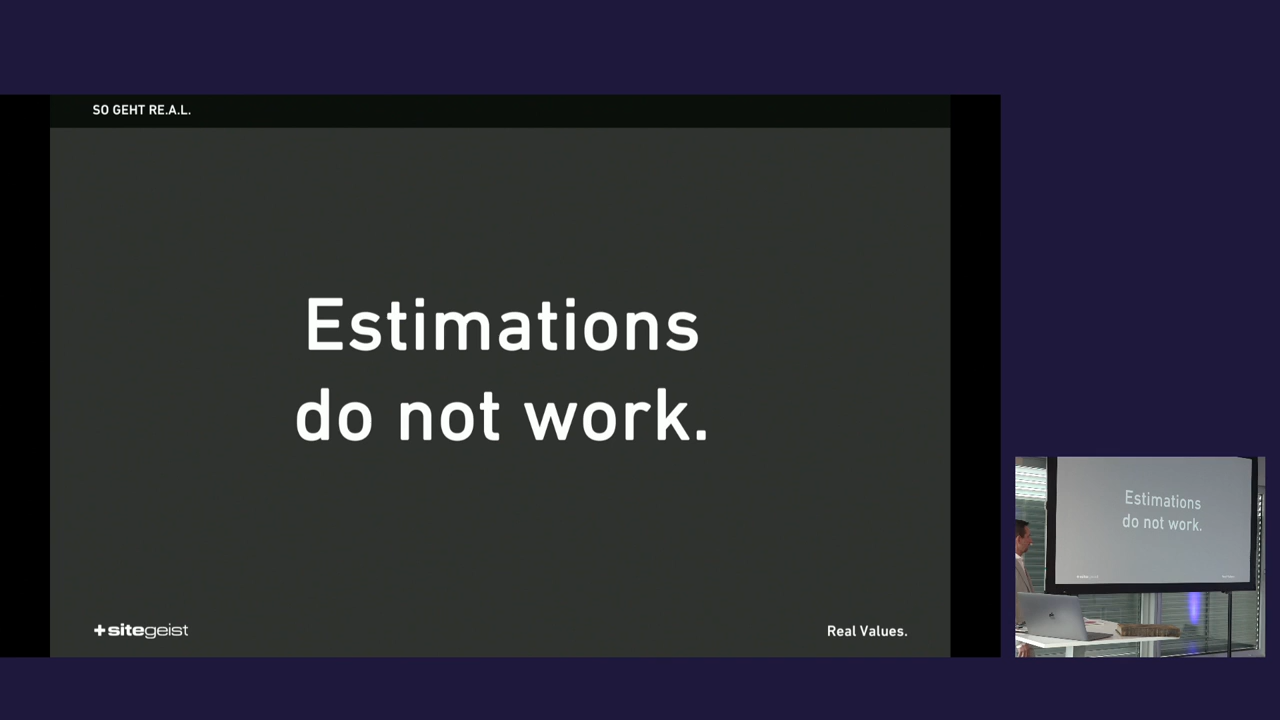 SO GEHT RE.A.L.
Estimations
do not work.
+sitegeist
Real Values.
Estimations
do not work.